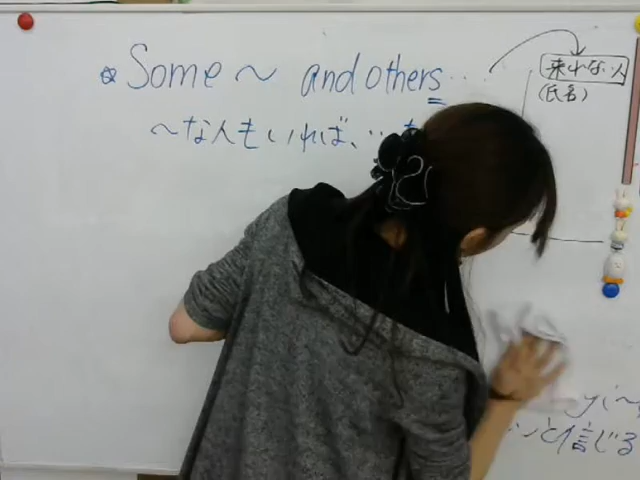 ☆ Some ～ and others ...
～な人もいれば、…
来れない人
(氏名)
と信じる